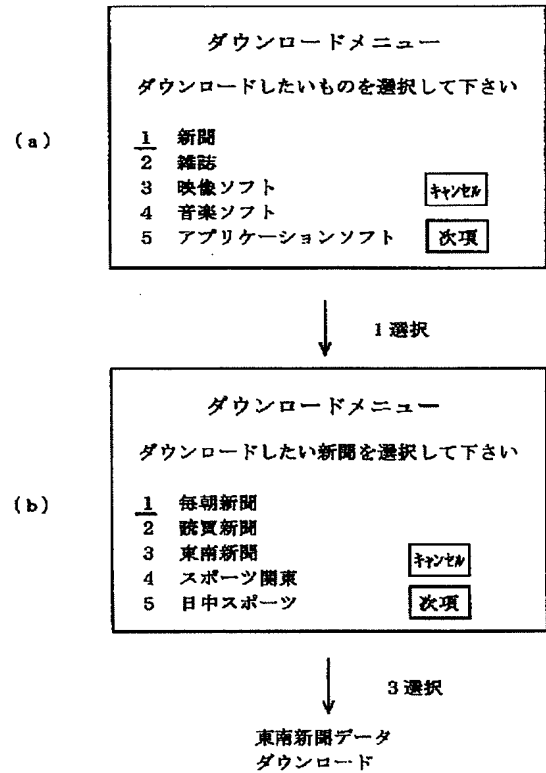 ダウンロードメニュー
ダウンロードしたいものを選択して下さい
(a)
1 新聞
2 雑誌
3 映像ソフト
キャンセル
4 音楽ソフト
5 アプリケーションソフト
次項
1選択
ダウンロードメニュー
ダウンロードしたい新聞を選択して下さい
(b)
1 毎朝新聞
2 読買新聞
3 東南新聞
キャンセル
4 スポーツ関東
5 日中スポーツ
次項
3選択
東南新聞データ
ダウンロード